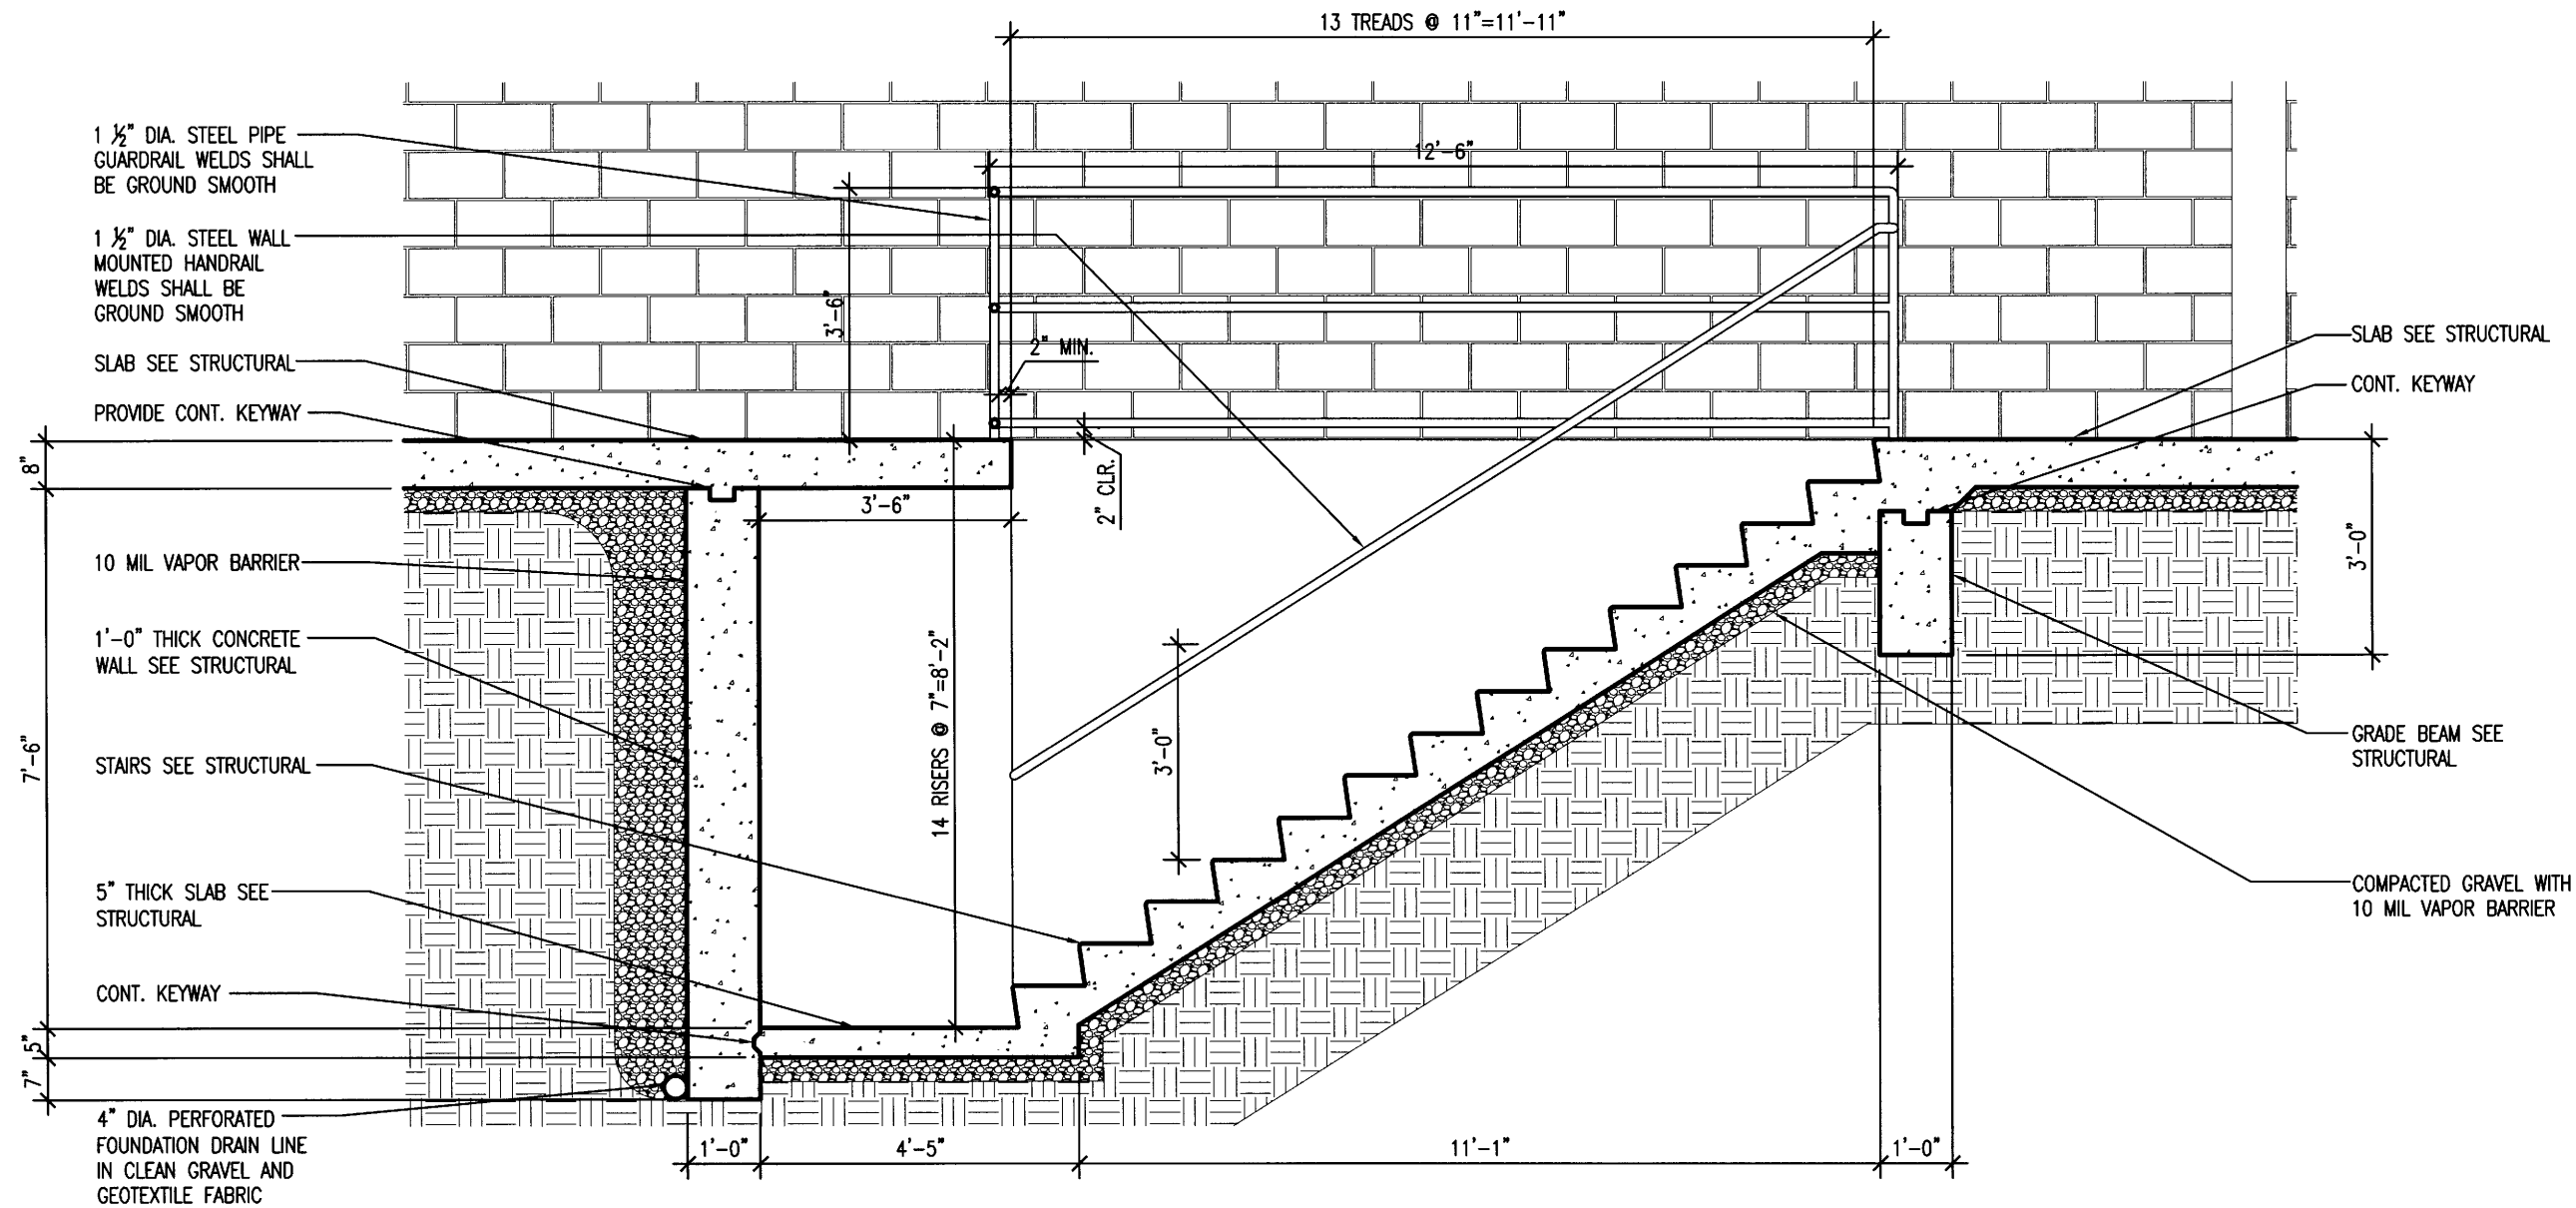 13 TREADS @ 11"=11'-11"
12'-6"
1 ½" DIA. STEEL PIPE
GUARDRAIL WELDS SHALL
BE GROUND SMOOTH
1 ½" DIA. STEEL WALL
MOUNTED HANDRAIL
WELDS SHALL BE
GROUND SMOOTH
SLAB SEE STRUCTURAL
PROVIDE CONT. KEYWAY
10 MIL VAPOR BARRIER
1'-0" THICK CONCRETE
WALL SEE STRUCTURAL
STAIRS SEE STRUCTURAL
5" THICK SLAB SEE
STRUCTURAL
CONT. KEYWAY
4" DIA. PERFORATED
FOUNDATION DRAIN LINE
IN CLEAN GRAVEL AND
GEOTEXTILE FABRIC
8"
7'-6"
5"
7"
3'-6"
2" MIN.
2" CLR.
3'-6"
14 RISERS @ 7"=8'-2"
3'-0"
1'-0"
4'-5"
11'-1"
1'-0"
SLAB SEE STRUCTURAL
CONT. KEYWAY
3'-0"
GRADE BEAM SEE
STRUCTURAL
COMPACTED GRAVEL WITH
10 MIL VAPOR BARRIER